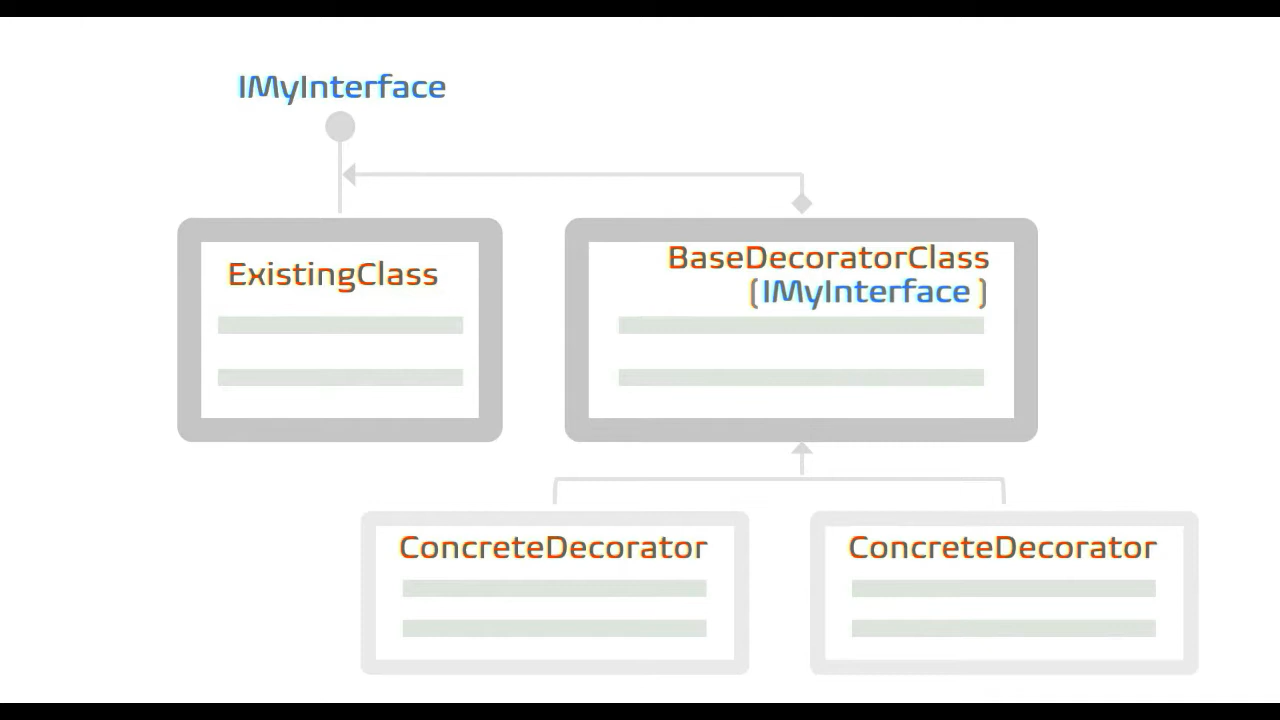 IMyInterface
ExistingClass
BaseDecoratorClass
(IMyInterface )
ConcreteDecorator
ConcreteDecorator